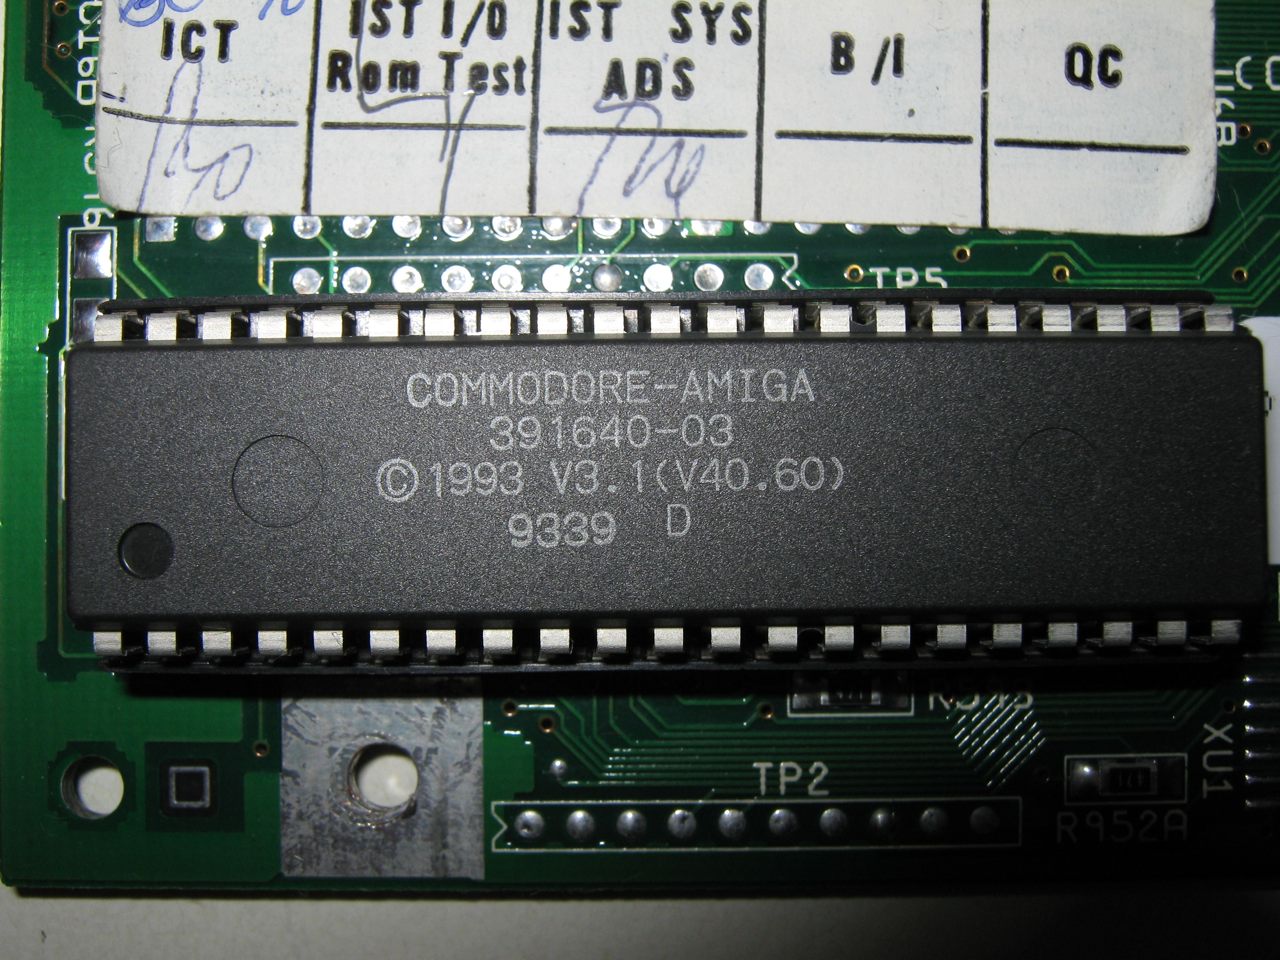 ICT
IST I/O
Rom Test
IST SYS
ADS
B/I
QC
TP5
COMMODORE-AMIGA
391640-03
©1993 V3.1(V40.60)
9339 D
XU1
TP2
R952A